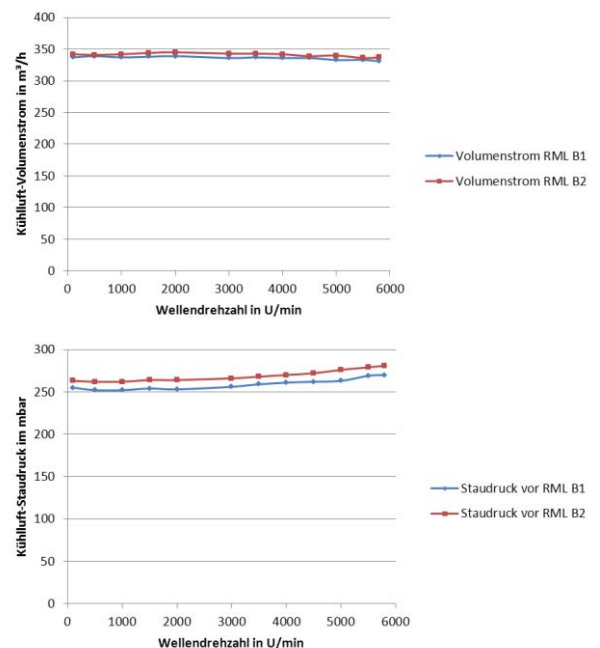 Kühlluft-Volumenstrom in m³/h
400
350
300
250
200
150
100
50
0
0 1000 2000 3000 4000 5000 6000
Wellendrehzahl in U/min
Volumenstrom RML B1
Volumenstrom RML B2
Kühlluft-Staudruck im mbar
300
250
200
150
100
50
0
0 1000 2000 3000 4000 5000 6000
Wellendrehzahl in U/min
Staudruck vor RML B1
Staudruck vor RML B2